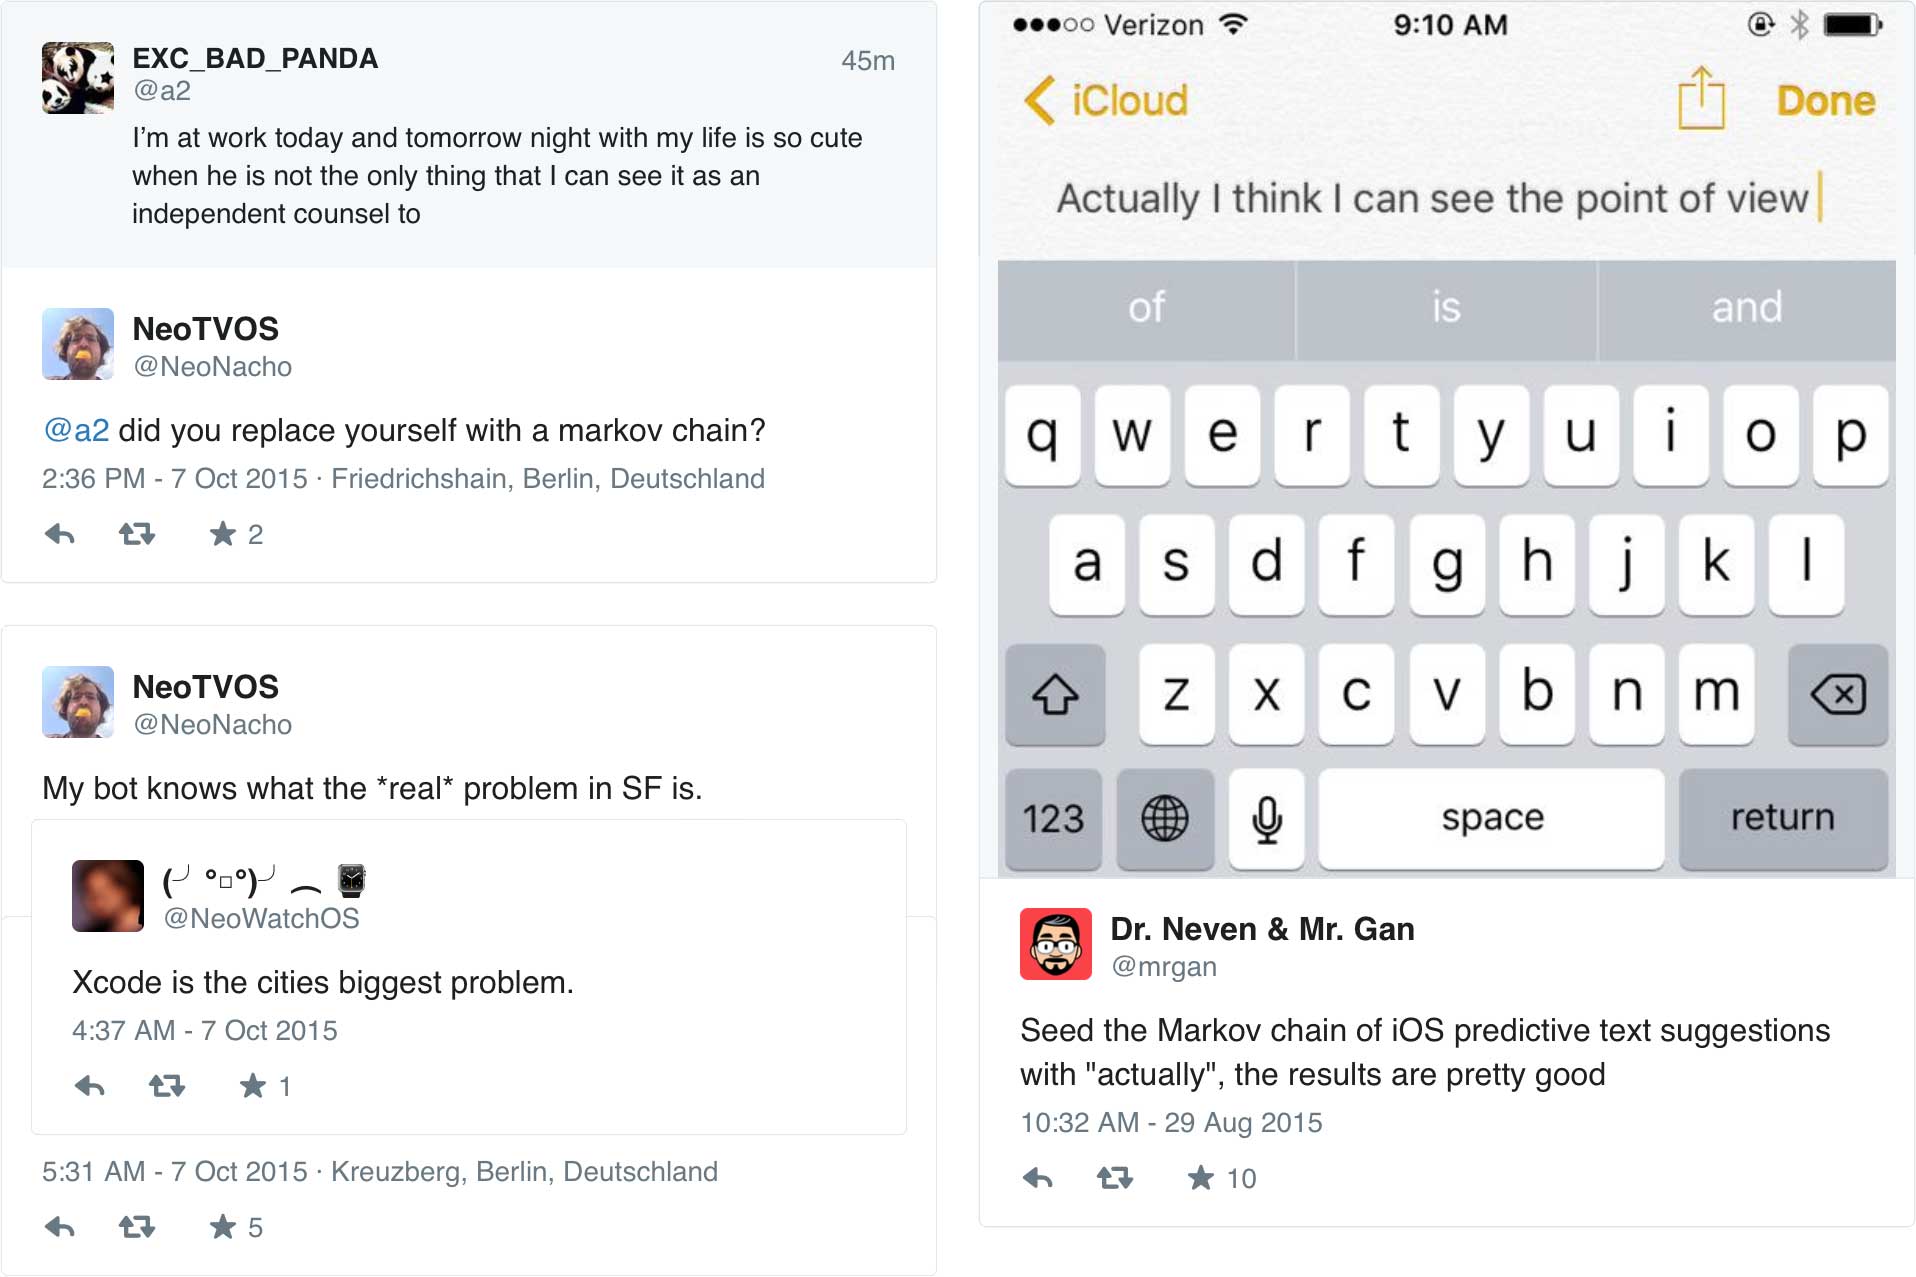 EXC_BAD_PANDA
45m
@a2
I’m at work today and tomorrow night with my life is so cute
when he is not the only thing that I can see it as an
independent counsel to
NeoTVOS
@NeoNacho
@a2 did you replace yourself with a markov chain?
2:36 PM - 7 Oct 2015 · Friedrichshain, Berlin, Deutschland
2
NeoTVOS
@NeoNacho
My bot knows what the *real* problem in SF is.
(╯°□°)╯︵ ⌚
@NeoWatchOS
Xcode is the cities biggest problem.
4:37 AM - 7 Oct 2015
1
5:31 AM - 7 Oct 2015 · Kreuzberg, Berlin, Deutschland
5
Verizon 9:10 AM
iCloud Done
Actually I think I can see the point of view
of is and
q w e r t y u i o p
a s d f g h j k l
z x c v b n m
123 space return
Dr. Neven & Mr. Gan
@mrgan
Seed the Markov chain of iOS predictive text suggestions
with "actually", the results are pretty good
10:32 AM - 29 Aug 2015
10